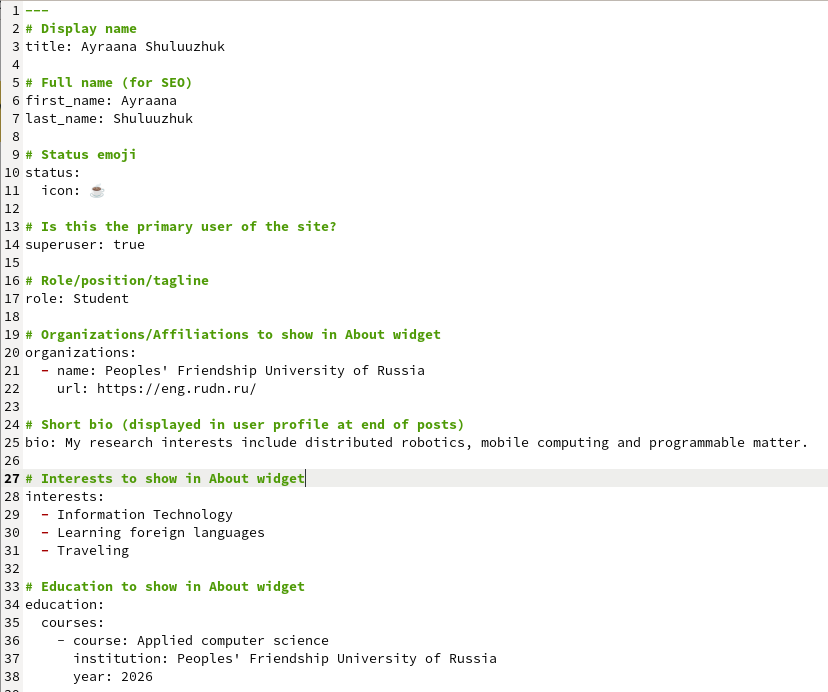 1 ---
2 # Display name
3 title: Ayraana Shuluuzhuk
4
5 # Full name (for SEO)
6 first_name: Ayraana
7 last_name: Shuluuzhuk
8
9 # Status emoji
10 status:
11   icon: ☕
12
13 # Is this the primary user of the site?
14 superuser: true
15
16 # Role/position/tagline
17 role: Student
18
19 # Organizations/Affiliations to show in About widget
20 organizations:
21   - name: Peoples' Friendship University of Russia
22     url: https://eng.rudn.ru/
23
24 # Short bio (displayed in user profile at end of posts)
25 bio: My research interests include distributed robotics, mobile computing and programmable matter.
26
27 # Interests to show in About widget
28 interests:
29   - Information Technology
30   - Learning foreign languages
31   - Traveling
32
33 # Education to show in About widget
34 education:
35   courses:
36     - course: Applied computer science
37       institution: Peoples' Friendship University of Russia
38       year: 2026